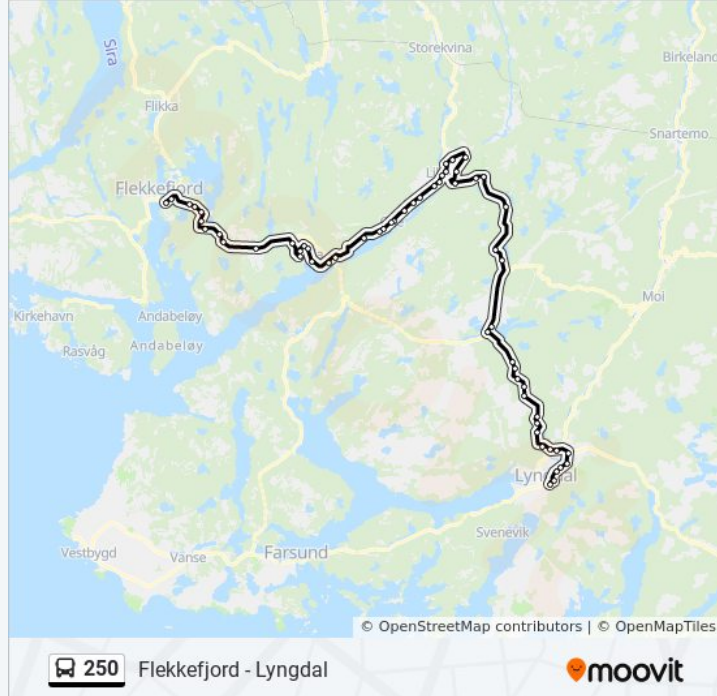 Storekvina
Sira
Birkeland
Flikka
Snartemo
Flekkefjord
Moi
Kirkehavn
Andabeløy
Rasvåg
Andabeløy
Lyngdal
Svenevik
Vestbygd
Vanse
Farsund
© OpenStreetMap contributors | © OpenMapTiles
250 Flekkefjord - Lyngdal
moovit